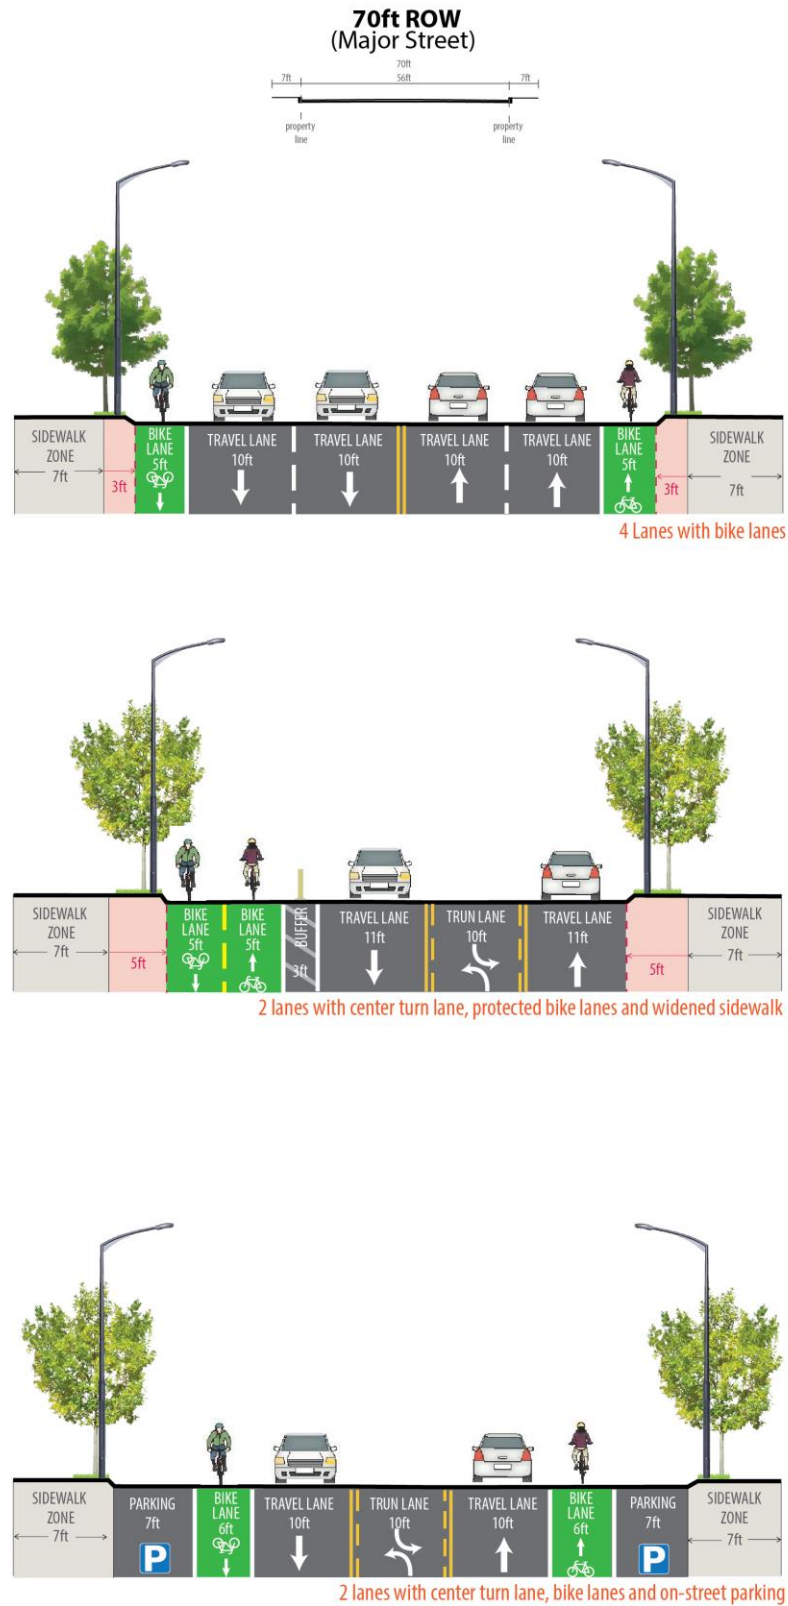 70ft ROW
(Major Street)
70ft
7ft 56ft 7ft
property line property line
SIDEWALK ZONE 7ft
3ft
BIKE LANE 5ft
TRAVEL LANE 10ft
TRAVEL LANE 10ft
TRAVEL LANE 10ft
TRAVEL LANE 10ft
BIKE LANE 5ft
3ft
SIDEWALK ZONE 7ft
4 Lanes with bike lanes
SIDEWALK ZONE 7ft
5ft
BIKE LANE 5ft
BIKE LANE 5ft
BUFFER 3ft
TRAVEL LANE 11ft
TRUN LANE 10ft
TRAVEL LANE 11ft
5ft
SIDEWALK ZONE 7ft
2 lanes with center turn lane, protected bike lanes and widened sidewalk
SIDEWALK ZONE 7ft
PARKING 7ft
P
BIKE LANE 6ft
TRAVEL LANE 10ft
TRUN LANE 10ft
TRAVEL LANE 10ft
BIKE LANE 6ft
PARKING 7ft
P
SIDEWALK ZONE 7ft
2 lanes with center turn lane, bike lanes and on-street parking